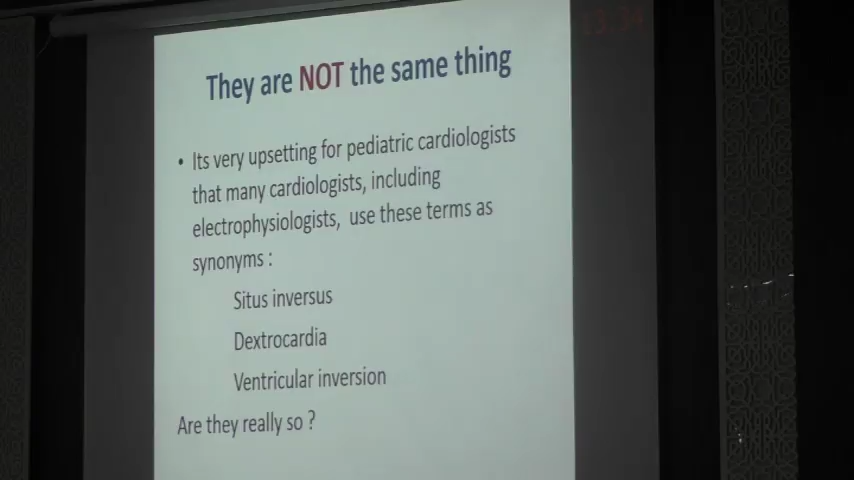 They are NOT the same thing
• Its very upsetting for pediatric cardiologists
that many cardiologists, including
electrophysiologists, use these terms as
synonyms :
Situs inversus
Dextrocardia
Ventricular inversion
Are they really so ?